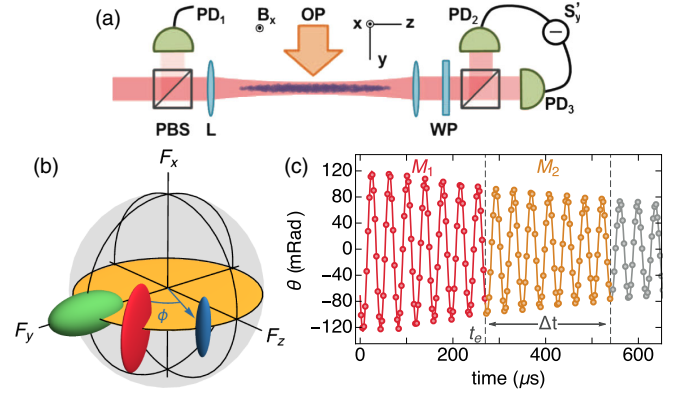 (a)
PD₁
Bₓ
OP
x
z
y
PD₂
S'y
−
PD₃
PBS
L
WP
(b)
Fₓ
ϕ
Fy
Fz
(c)
M₁
M₂
θ (mRad)
120
80
40
0
−40
−80
−120
tₑ
Δt
0
200
400
600
time (μs)